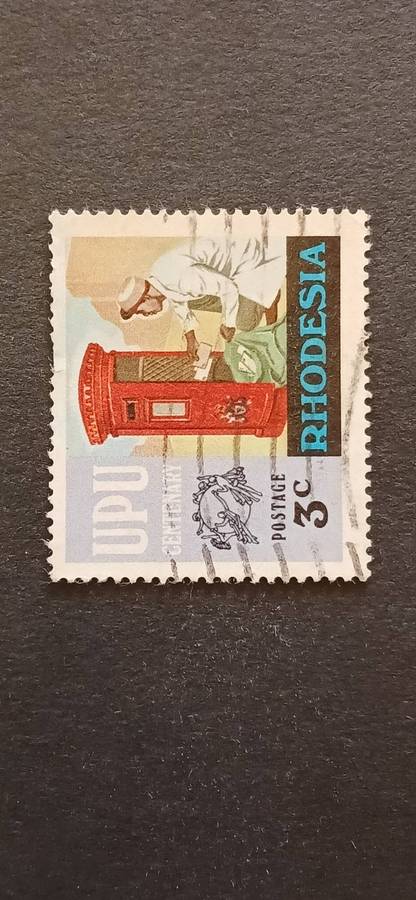 UPU
CENTENARY
POSTAGE
3c
RHODESIA